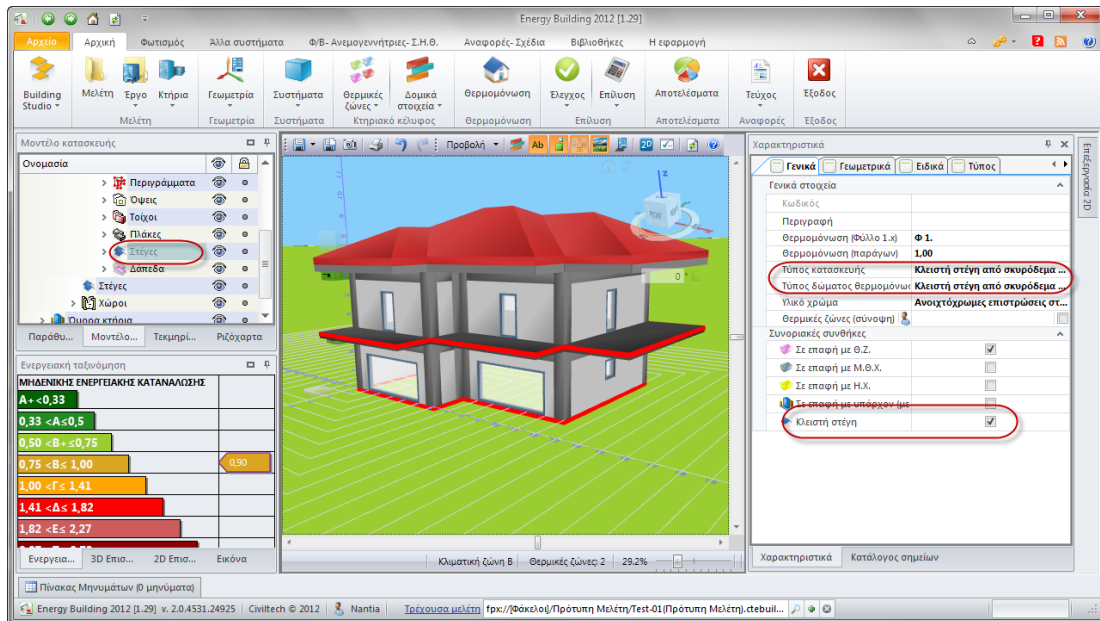 Energy Building 2012 [1.29]
Αρχείο Αρχική Φωτισμός Άλλα συστήματα Φ/Β- Ανεμογεννήτριες- Σ.Η.Θ. Αναφορές- Σχέδια Βιβλιοθήκες Η εφαρμογή
Building Studio Μελέτη Έργο Κτήρια Γεωμετρία Συστήματα Θερμικές ζώνες Δομικά στοιχεία Θερμομόνωση Έλεγχος Επίλυση Αποτελέσματα Τεύχος Έξοδος
Μελέτη Γεωμετρία Συστήματα Κτηριακό κέλυφος Θερμομόνωση Επίλυση Αποτελέσματα Αναφορές Έξοδος
Μοντέλο κατασκευής
Ονομασία
Περιγράμματα
Όψεις
Τοίχοι
Πλάκες
Στέγες
Δάπεδα
Στέγες
Χώροι
Όμορα κτήρια
Παράθυ... Μοντέλο... Τεκμηρί... Ριζόχαρτα
Ενεργειακή ταξινόμηση
ΜΗΔΕΝΙΚΗΣ ΕΝΕΡΓΕΙΑΚΗΣ ΚΑΤΑΝΑΛΩΣΗΣ
A+<0,33
0,33 <A≤0,5
0,50 <B+≤0,75
0,75 <B≤ 1,00 0,90
1,00 <Γ≤ 1,41
1,41 <Δ≤ 1,82
1,82 <E≤ 2,27
Ενεργεια... 3D Επισ... 2D Επισ... Εικόνα
Προβολή Ab 2D
Z
0
Κλιματική ζώνη Β Θερμικές ζώνες: 2 29.2%
Χαρακτηριστικά
Γενικά Γεωμετρικά Ειδικά Τύπος
Γενικά στοιχεία
Κωδικός
Περιγραφή
Θερμομόνωση (Φύλλο 1.x) Φ 1.
Θερμομόνωση (παράγων) 1,00
Τύπος κατασκευής Κλειστή στέγη από σκυρόδεμα ...
Τύπος δώματος θερμομόνω Κλειστή στέγη από σκυρόδεμα ...
Υλικό χρώμα Ανοιχτόχρωμες επιστρώσεις στ...
Θερμικές ζώνες (σύνοψη)
Συνοριακές συνθήκες
Σε επαφή με Θ.Ζ.
Σε επαφή με Μ.Θ.Χ.
Σε επαφή με Η.Χ.
Σε επαφή με υπάρχον (με
Κλειστή στέγη
Χαρακτηριστικά Κατάλογος σημείων
Επεξεργασία 2D
Πίνακας Μηνυμάτων (0 μηνύματα)
Energy Building 2012 [1.29] v. 2.0.4531.24925 Civiltech © 2012 Nantia Τρέχουσα μελέτη fpx://[Φάκελοι]/Πρότυπη Μελέτη/Test-01(Πρότυπη Μελέτη).ctebuil...